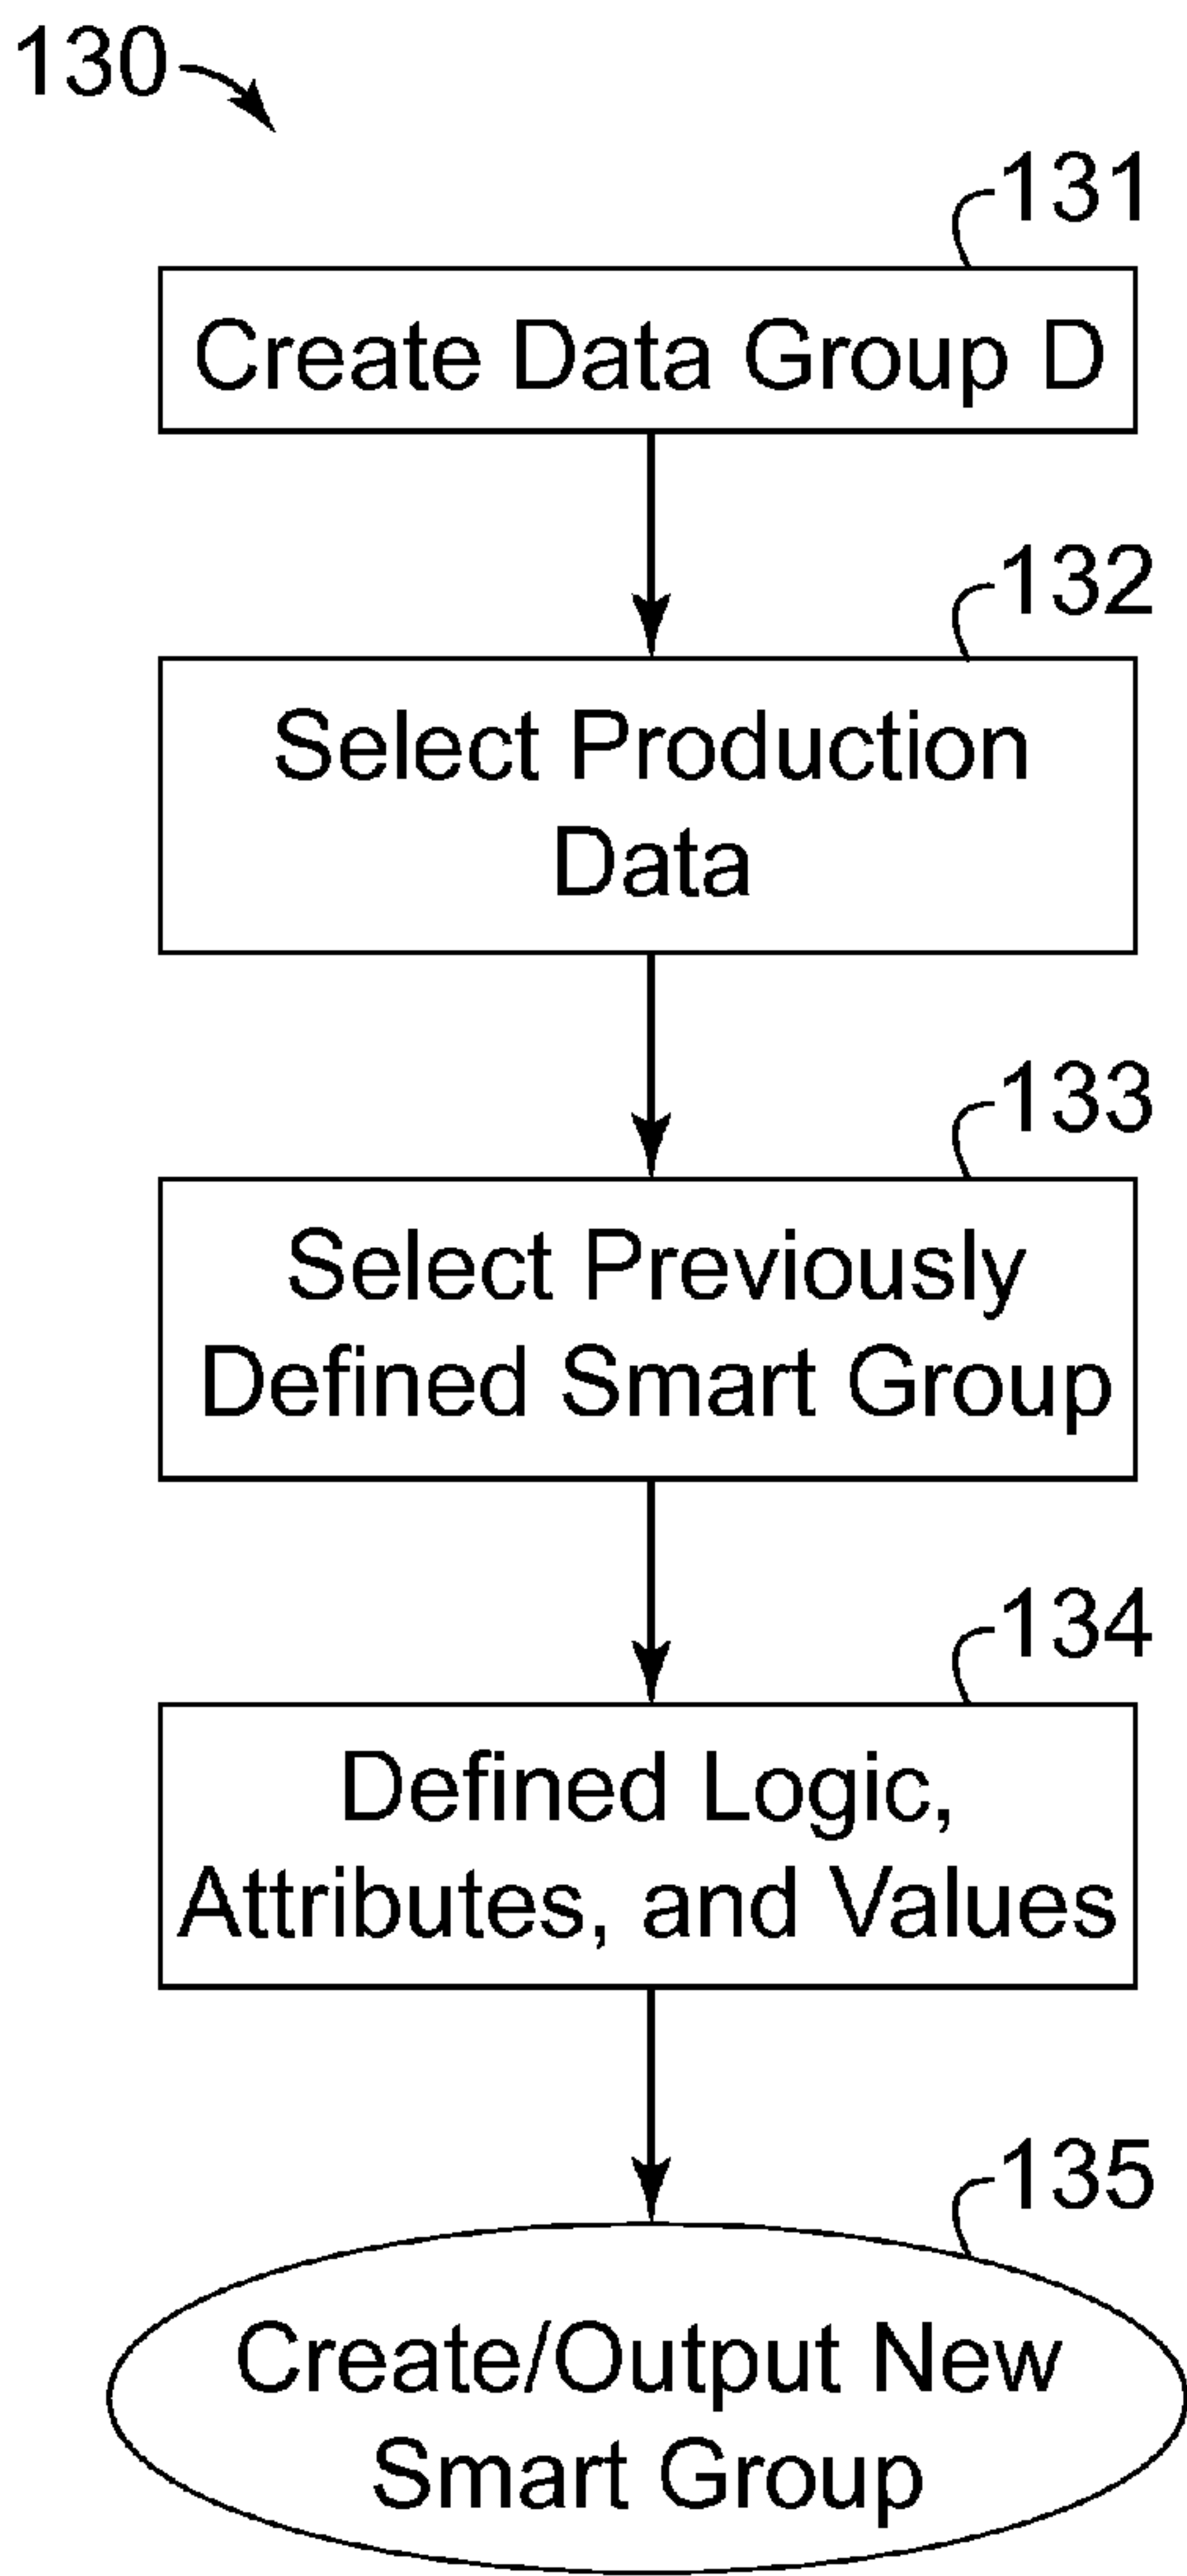 130
131
Create Data Group D
132
Select Production
Data
133
Select Previously
Defined Smart Group
134
Defined Logic,
Attributes, and Values
135
Create/Output New
Smart Group